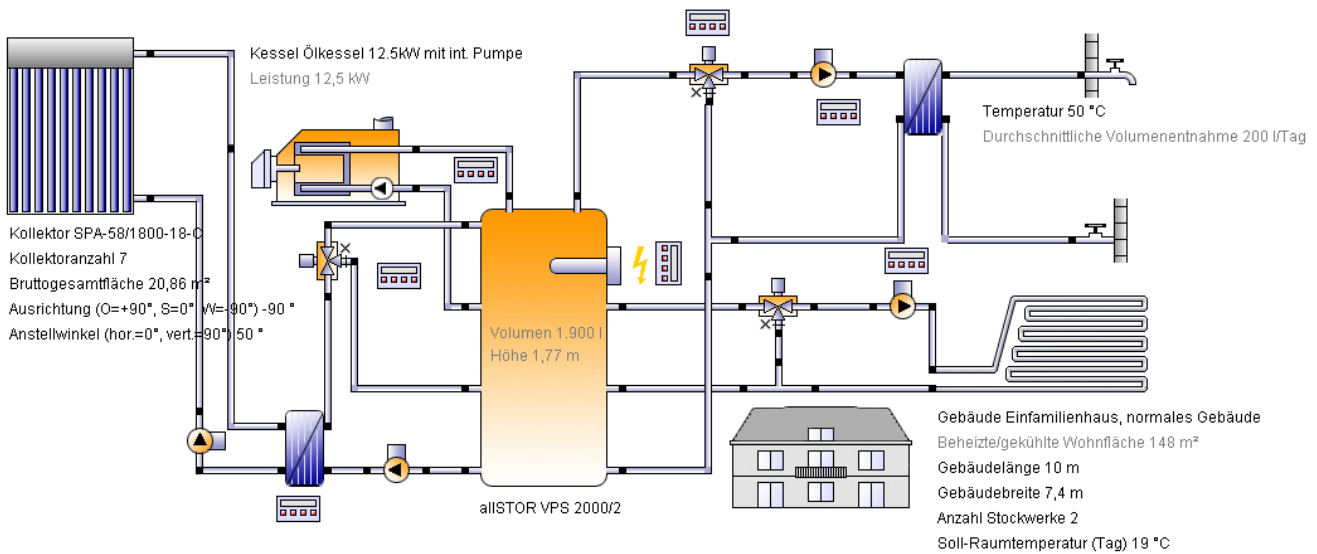 Kessel Ölkessel 12.5kW mit int. Pumpe
Leistung 12,5 kW
Temperatur 50 °C
Durchschnittliche Volumenentnahme 200 l/Tag
Kollektor SPA-58/1800-18-C
Kollektoranzahl 7
Bruttogesamtfläche 20,86 m²
Ausrichtung (O=+90°, S=0°, W=-90°) -90 °
Anstellwinkel (hor.=0°, vert.=90°) 50 °
Volumen 1.900 l
Höhe 1,77 m
allSTOR VPS 2000/2
Gebäude Einfamilienhaus, normales Gebäude
Beheizte/gekühlte Wohnfläche 148 m²
Gebäudelänge 10 m
Gebäudebreite 7,4 m
Anzahl Stockwerke 2
Soll-Raumtemperatur (Tag) 19 °C